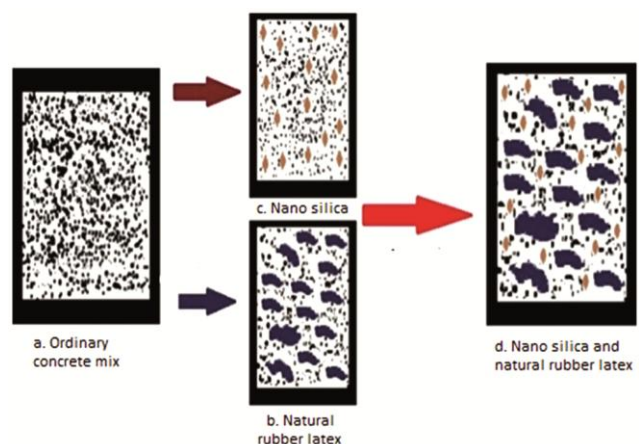 c. Nano silica
a. Ordinary
concrete mix
b. Natural
rubber latex
d. Nano silica and
natural rubber latex